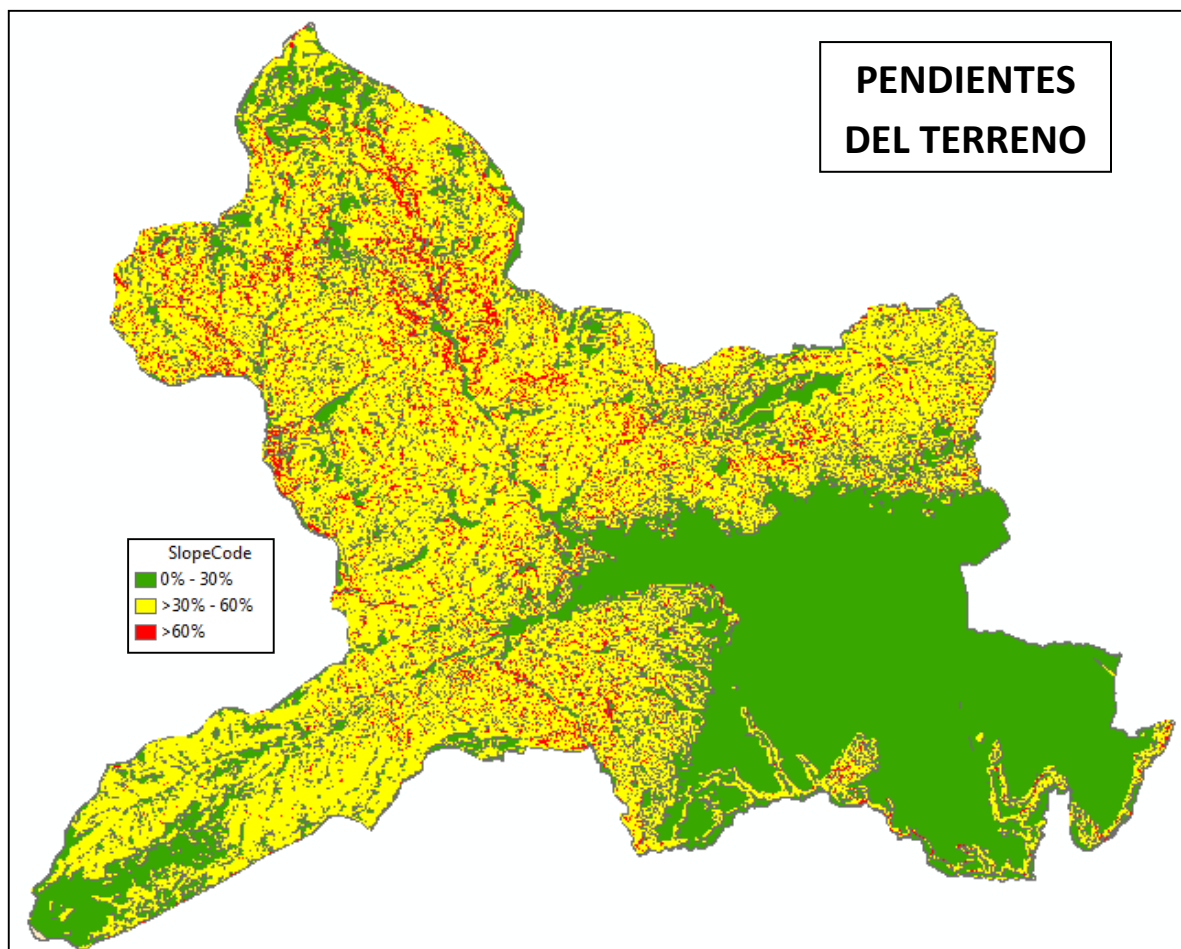 PENDIENTES
DEL TERRENO
SlopeCode
0% - 30%
>30% - 60%
>60%